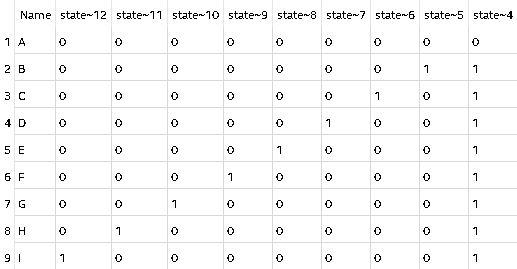 Name state~12 state~11 state~10 state~9 state~8 state~7 state~6 state~5 state~4
1 A 0 0 0 0 0 0 0 0 0
2 B 0 0 0 0 0 0 0 1 1
3 C 0 0 0 0 0 0 1 0 1
4 D 0 0 0 0 0 1 0 0 1
5 E 0 0 0 0 1 0 0 0 1
6 F 0 0 0 1 0 0 0 0 1
7 G 0 0 1 0 0 0 0 0 1
8 H 0 1 0 0 0 0 0 0 1
9 I 1 0 0 0 0 0 0 0 1